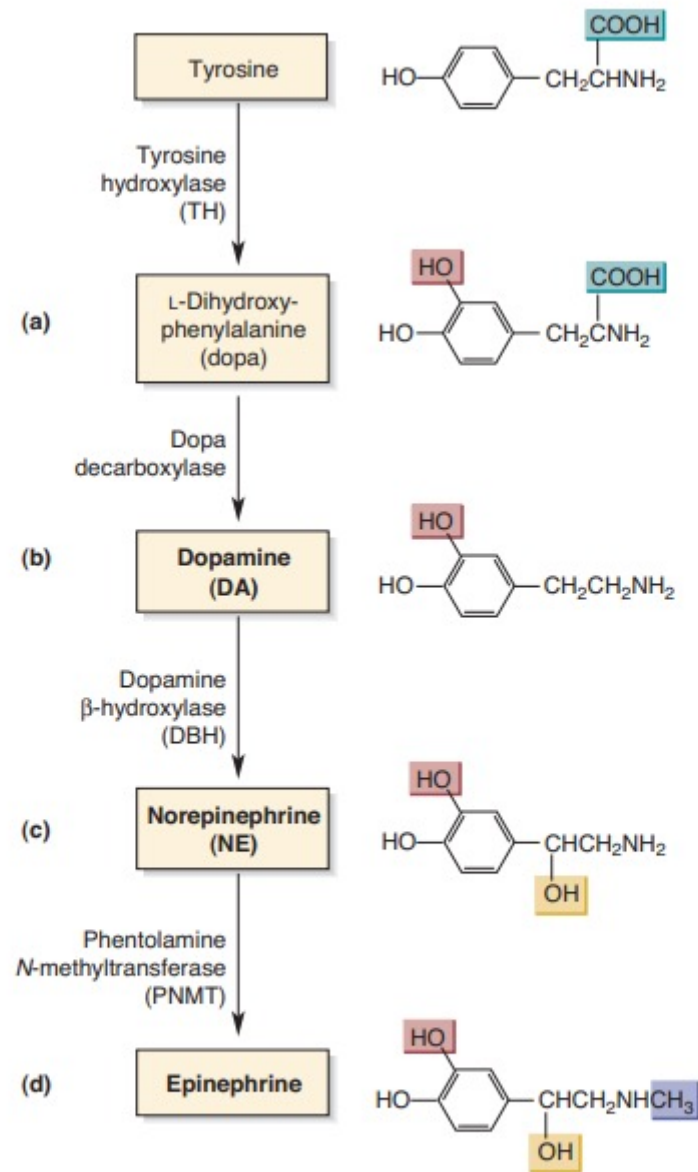 Tyrosine
COOH
HO
CH₂CHNH₂
Tyrosine
hydroxylase
(TH)
(a)
L-Dihydroxy-
phenylalanine
(dopa)
HO
COOH
HO
CH₂CNH₂
Dopa
decarboxylase
(b)
Dopamine
(DA)
HO
HO
CH₂CH₂NH₂
Dopamine
β-hydroxylase
(DBH)
(c)
Norepinephrine
(NE)
HO
HO
CHCH₂NH₂
OH
Phentolamine
N-methyltransferase
(PNMT)
(d)
Epinephrine
HO
HO
CHCH₂NHCH₃
OH